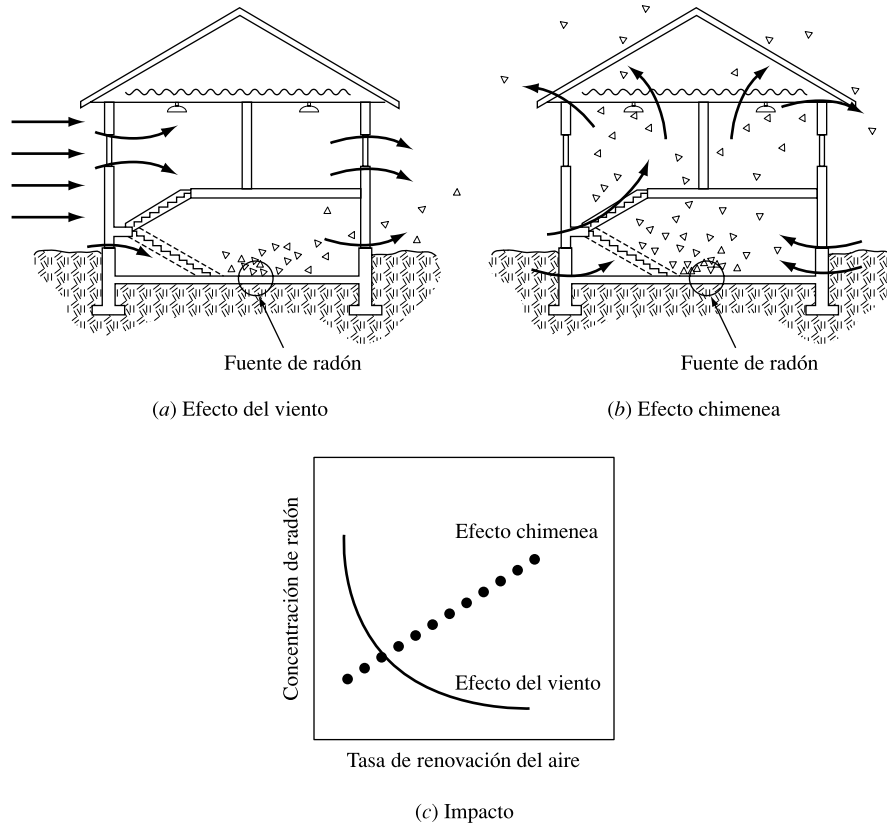 Fuente de radón
(a) Efecto del viento
Fuente de radón
(b) Efecto chimenea
Concentración de radón
Efecto chimenea
Efecto del viento
Tasa de renovación del aire
(c) Impacto